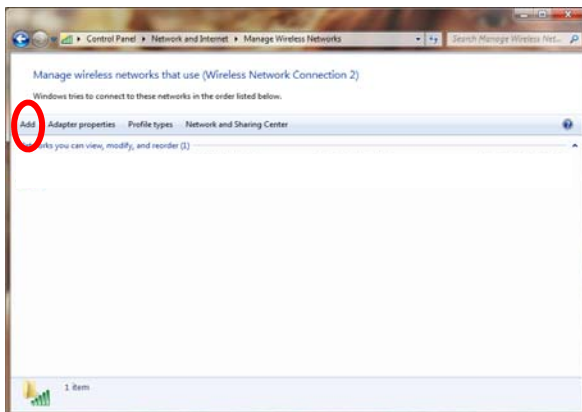 Control Panel ▸ Network and Internet ▸ Manage Wireless Networks
Search Manage Wireless Net...
Manage wireless networks that use (Wireless Network Connection 2)
Windows tries to connect to these networks in the order listed below.
Add Adapter properties Profile types Network and Sharing Center
you can view, modify, and reorder (1)
1 item